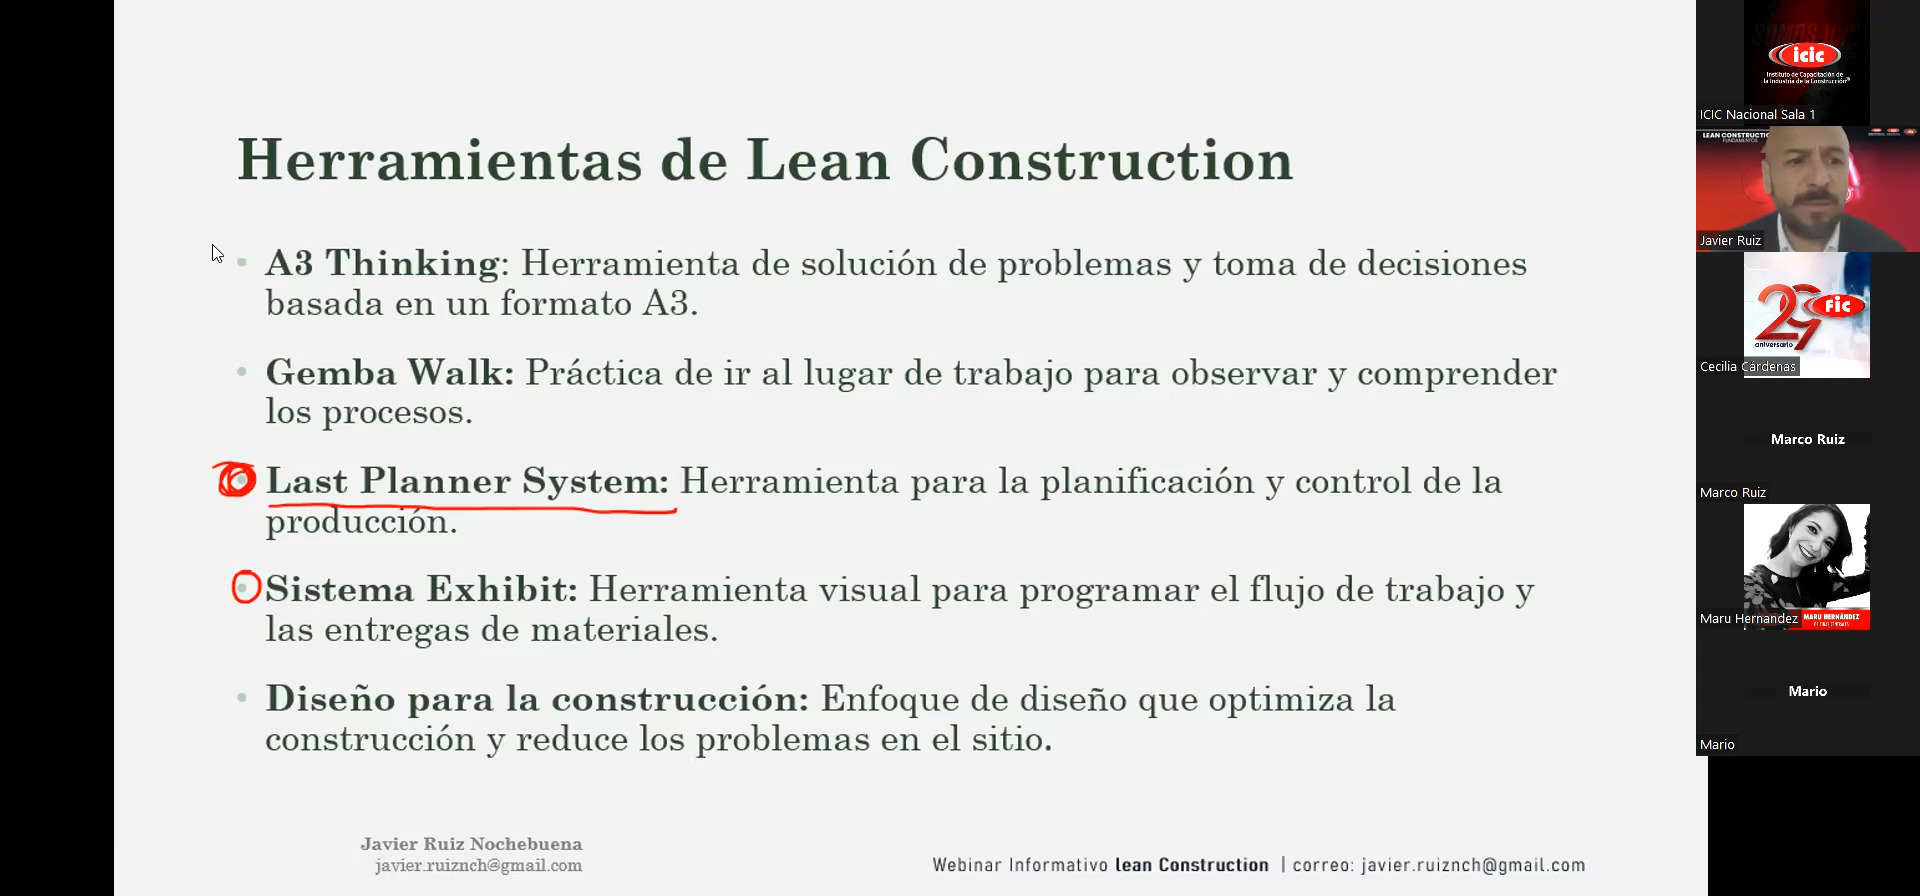 Herramientas de Lean Construction
• A3 Thinking: Herramienta de solución de problemas y toma de decisiones
basada en un formato A3.
• Gemba Walk: Práctica de ir al lugar de trabajo para observar y comprender
los procesos.
Last Planner System: Herramienta para la planificación y control de la
producción.
• Sistema Exhibit: Herramienta visual para programar el flujo de trabajo y
las entregas de materiales.
• Diseño para la construcción: Enfoque de diseño que optimiza la
construcción y reduce los problemas en el sitio.
Javier Ruiz Nochebuena
javier.ruiznch@gmail.com
Webinar Informativo lean Construction | correo: javier.ruiznch@gmail.com
icic
Instituto de Capacitación de
la Industria de la Construcción®
ICIC Nacional Sala 1
LEAN CONSTRUCTIO
FUNDAMENTOS
Javier Ruiz
29
Fic
aniversario
Cecilia Cárdenas
Marco Ruiz
Marco Ruiz
MARU HERNÁNDEZ
Maru Hernandez
Mario
Mario